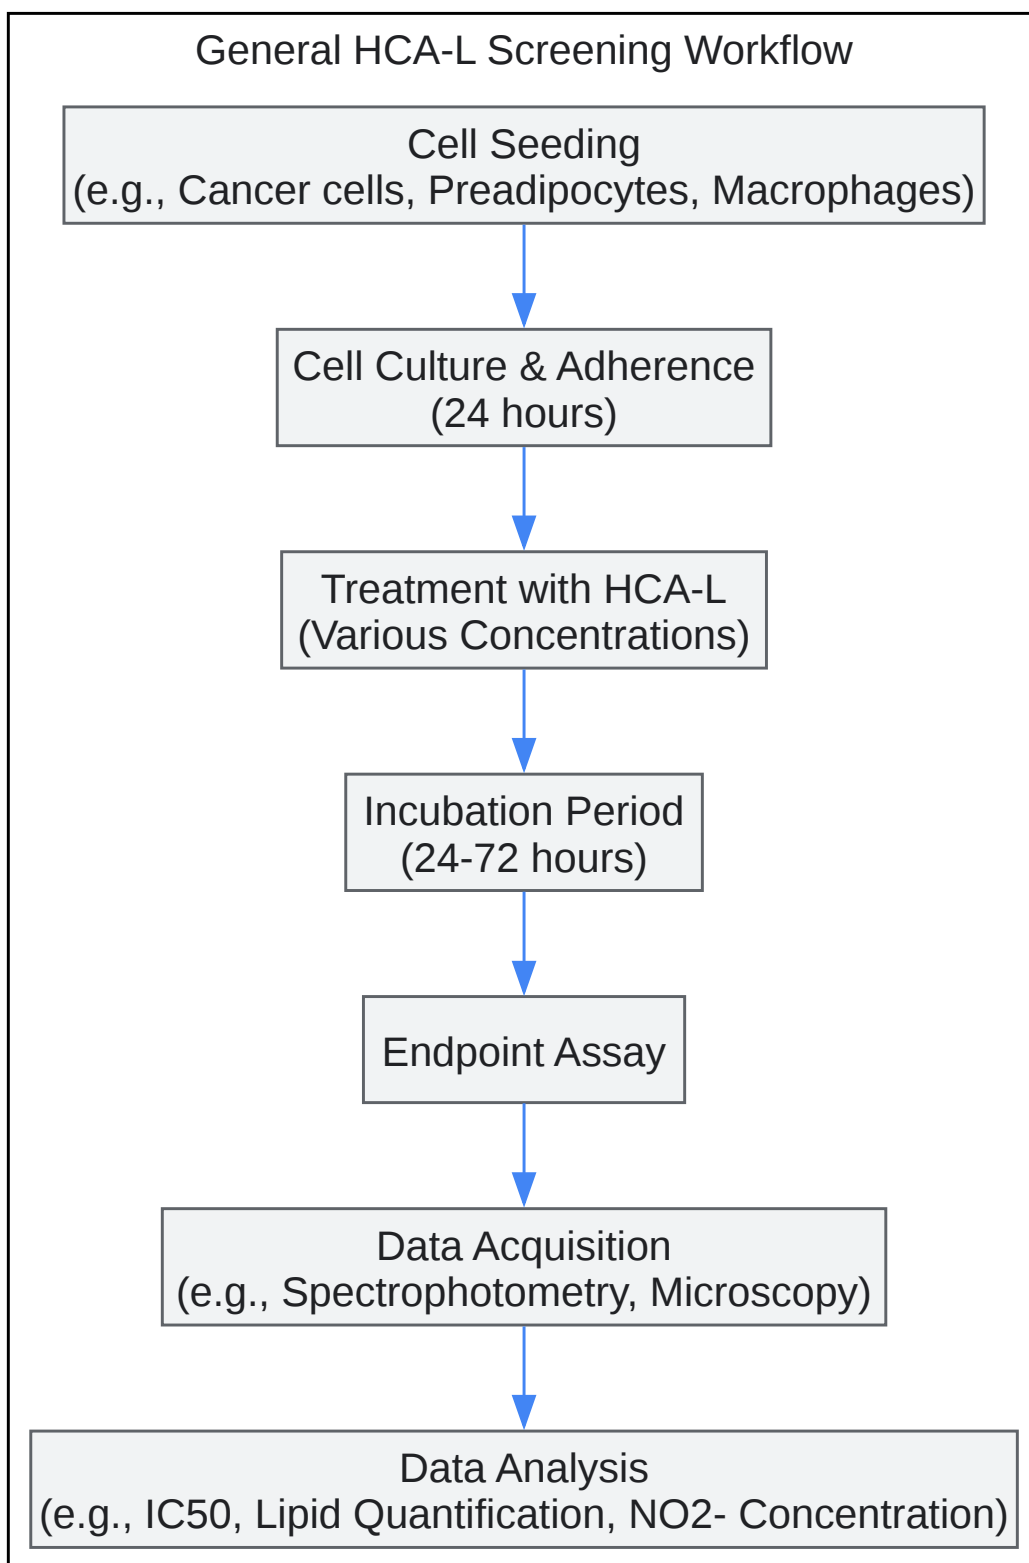 General HCA-L Screening Workflow
Cell Seeding
(e.g., Cancer cells, Preadipocytes, Macrophages)
Cell Culture & Adherence
(24 hours)
Treatment with HCA-L
(Various Concentrations)
Incubation Period
(24-72 hours)
Endpoint Assay
Data Acquisition
(e.g., Spectrophotometry, Microscopy)
Data Analysis
(e.g., IC50, Lipid Quantification, NO2- Concentration)